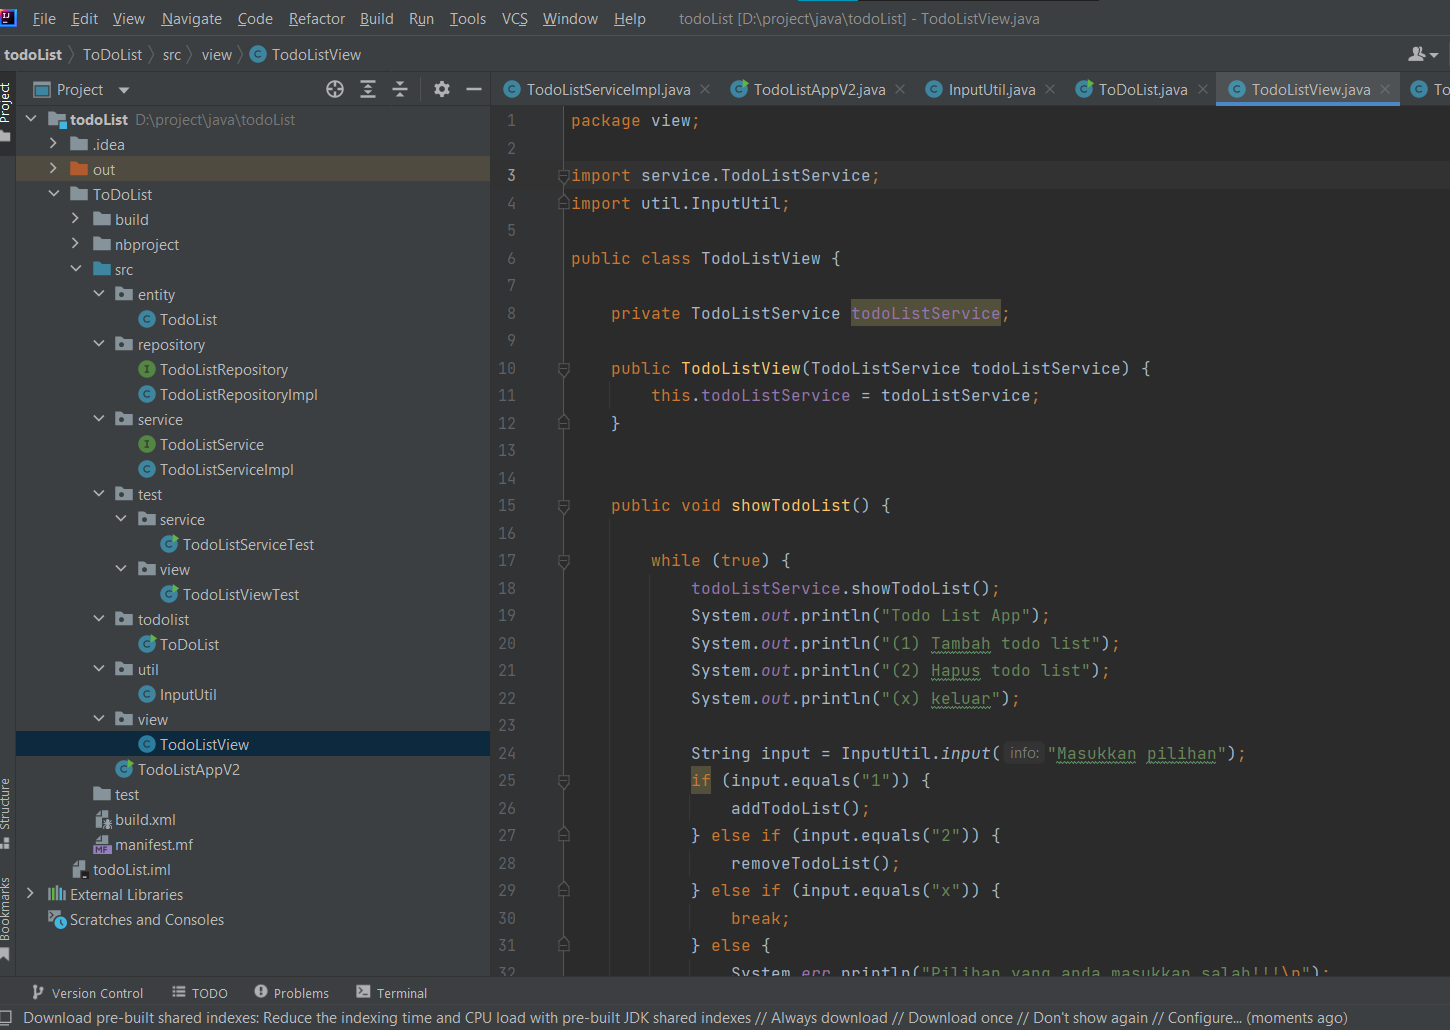 File Edit View Navigate Code Refactor Build Run Tools VCS Window Help todoList [D:\project\java\todoList] - TodoListView.java
todoList ToDoList src view TodoListView
Project
Project
TodoListServiceImpl.java TodoListAppV2.java InputUtil.java ToDoList.java TodoListView.java To
todoList D:\project\java\todoList
.idea
out
ToDoList
build
nbproject
src
entity
TodoList
repository
TodoListRepository
TodoListRepositoryImpl
service
TodoListService
TodoListServiceImpl
test
service
TodoListServiceTest
view
TodoListViewTest
todolist
ToDoList
util
InputUtil
view
TodoListView
TodoListAppV2
test
build.xml
manifest.mf
todoList.iml
External Libraries
Scratches and Consoles
Structure
Bookmarks
1 package view;
2
3 import service.TodoListService;
4 import util.InputUtil;
5
6 public class TodoListView {
7
8 private TodoListService todoListService;
9
10 public TodoListView(TodoListService todoListService) {
11 this.todoListService = todoListService;
12 }
13
14
15 public void showTodoList() {
16
17 while (true) {
18 todoListService.showTodoList();
19 System.out.println("Todo List App");
20 System.out.println("(1) Tambah todo list");
21 System.out.println("(2) Hapus todo list");
22 System.out.println("(x) keluar");
23
24 String input = InputUtil.input( info: "Masukkan pilihan");
25 if (input.equals("1")) {
26 addTodoList();
27 } else if (input.equals("2")) {
28 removeTodoList();
29 } else if (input.equals("x")) {
30 break;
31 } else {
32 System.err.println("Pilihan yang anda masukkan salah!!!\n");
Version Control TODO Problems Terminal
Download pre-built shared indexes: Reduce the indexing time and CPU load with pre-built JDK shared indexes // Always download // Download once // Don't show again // Configure... (moments ago)